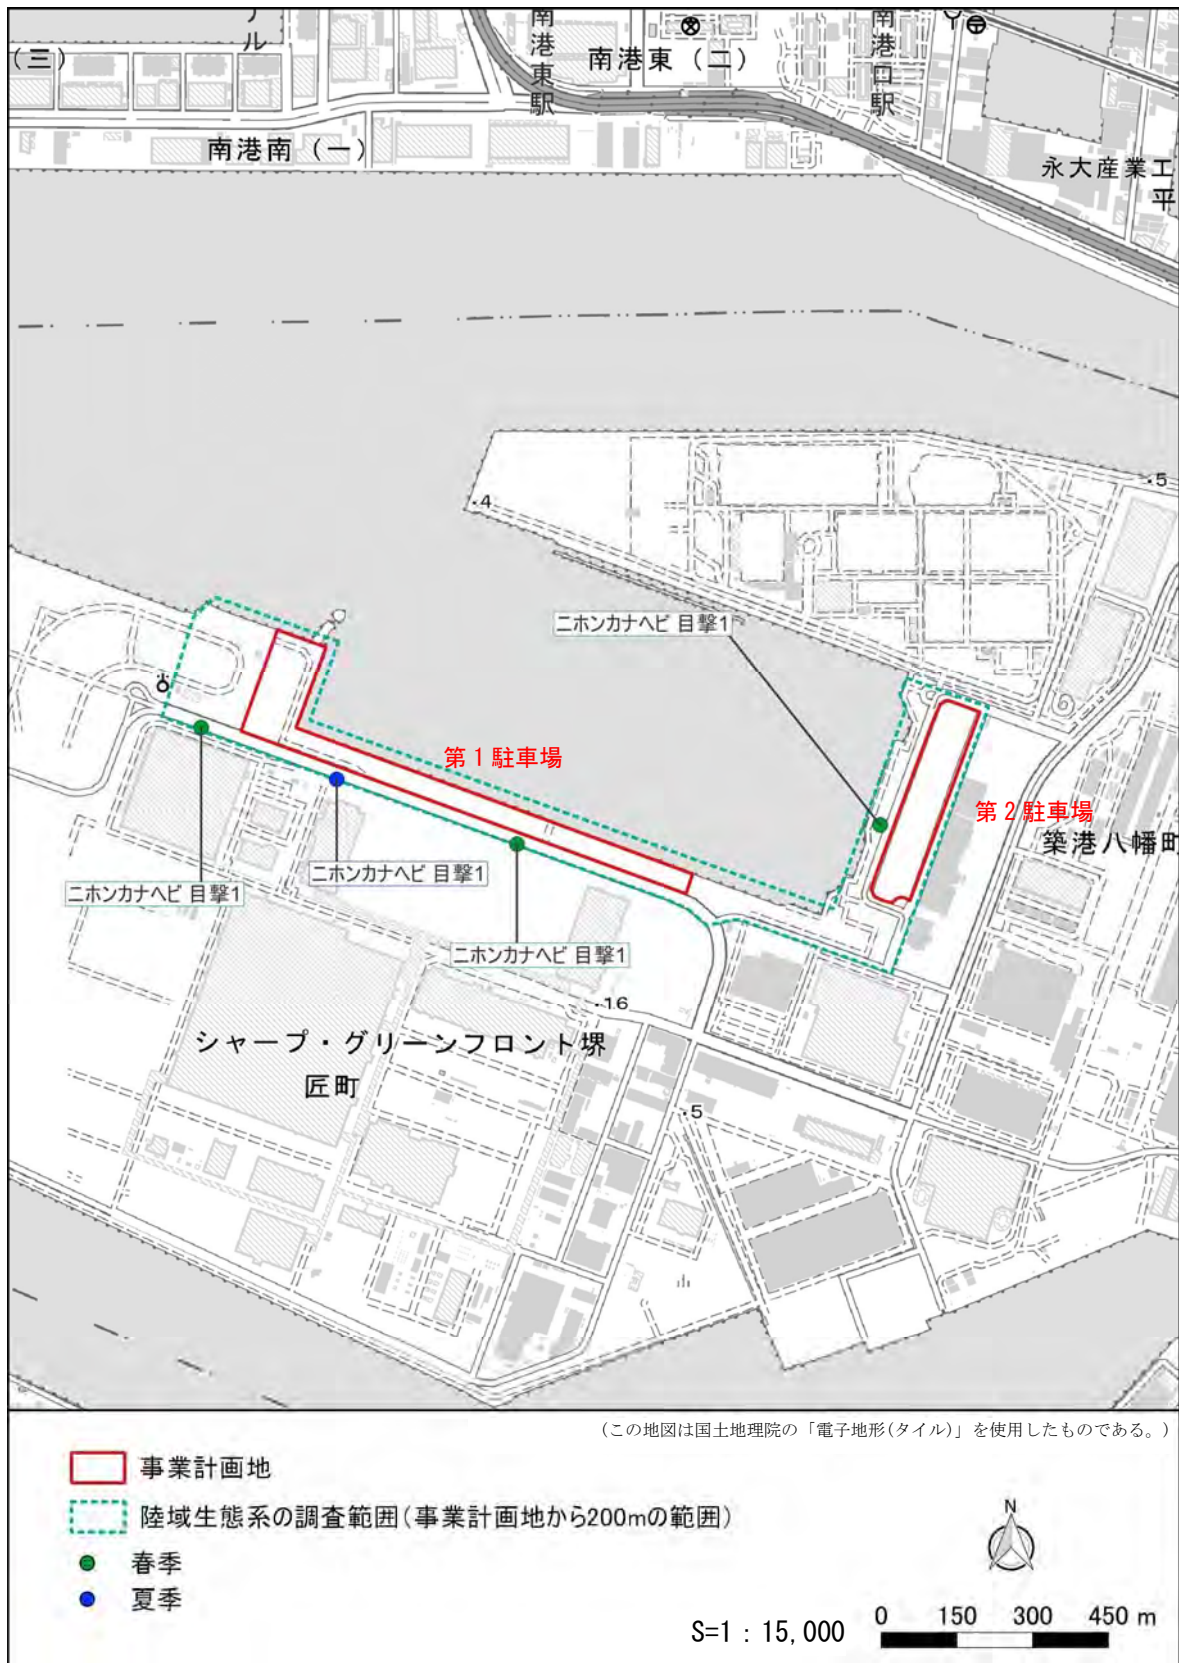 ナル
(三)
南港東駅
南港東（二）
南港口駅
南港南（一）
永大産業工
平
.4
.5
ニホンカナヘビ 目撃1
第１駐車場
第２駐車場
築港八幡町
ニホンカナヘビ 目撃1
ニホンカナヘビ 目撃1
ニホンカナヘビ 目撃1
.16
シャープ・グリーンフロント堺
匠町
.5
(この地図は国土地理院の「電子地形(タイル)」を使用したものである。)
事業計画地
陸域生態系の調査範囲(事業計画地から200mの範囲)
春季
夏季
N
S=1：15,000
0 150 300 450 m